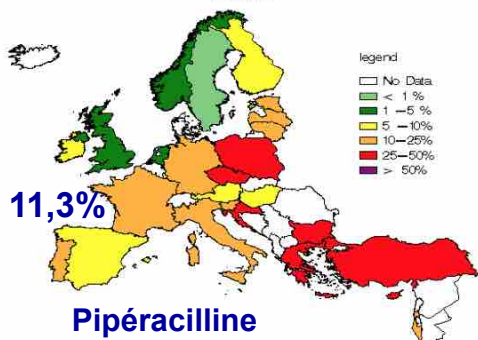 legend
No Data
< 1 %
1 –5 %
5 –10%
10–25%
25–50%
> 50%
11,3%
Pipéracilline